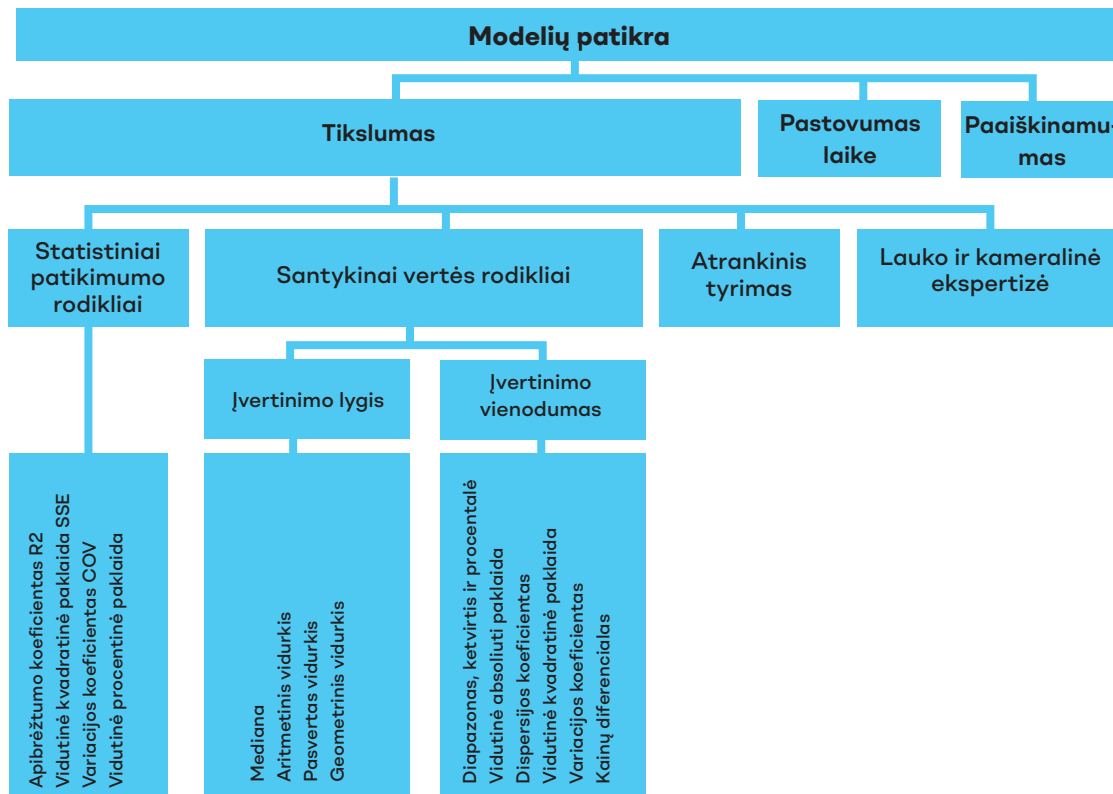 Modelių patikra
Tikslumas
Pastovumas
laike
Paaiškinamu-
mas
Statistiniai
patikimumo
rodikliai
Santykinai vertės rodikliai
Atrankinis
tyrimas
Lauko ir kameralinė
ekspertizė
Įvertinimo lygis
Įvertinimo
vienodumas
Apibrėžtumo koeficientas R2
Vidutinė kvadratinė paklaida SSE
Variacijos koeficientas COV
Vidutinė procentinė paklaida
Mediana
Aritmetinis vidurkis
Pasvertas vidurkis
Geometrinis vidurkis
Diapazonas, ketvirtis ir procentalė
Vidutinė absoliuti paklaida
Dispersijos koeficientas
Vidutinė kvadratinė paklaida
Variacijos koeficientas
Kainų diferencialas